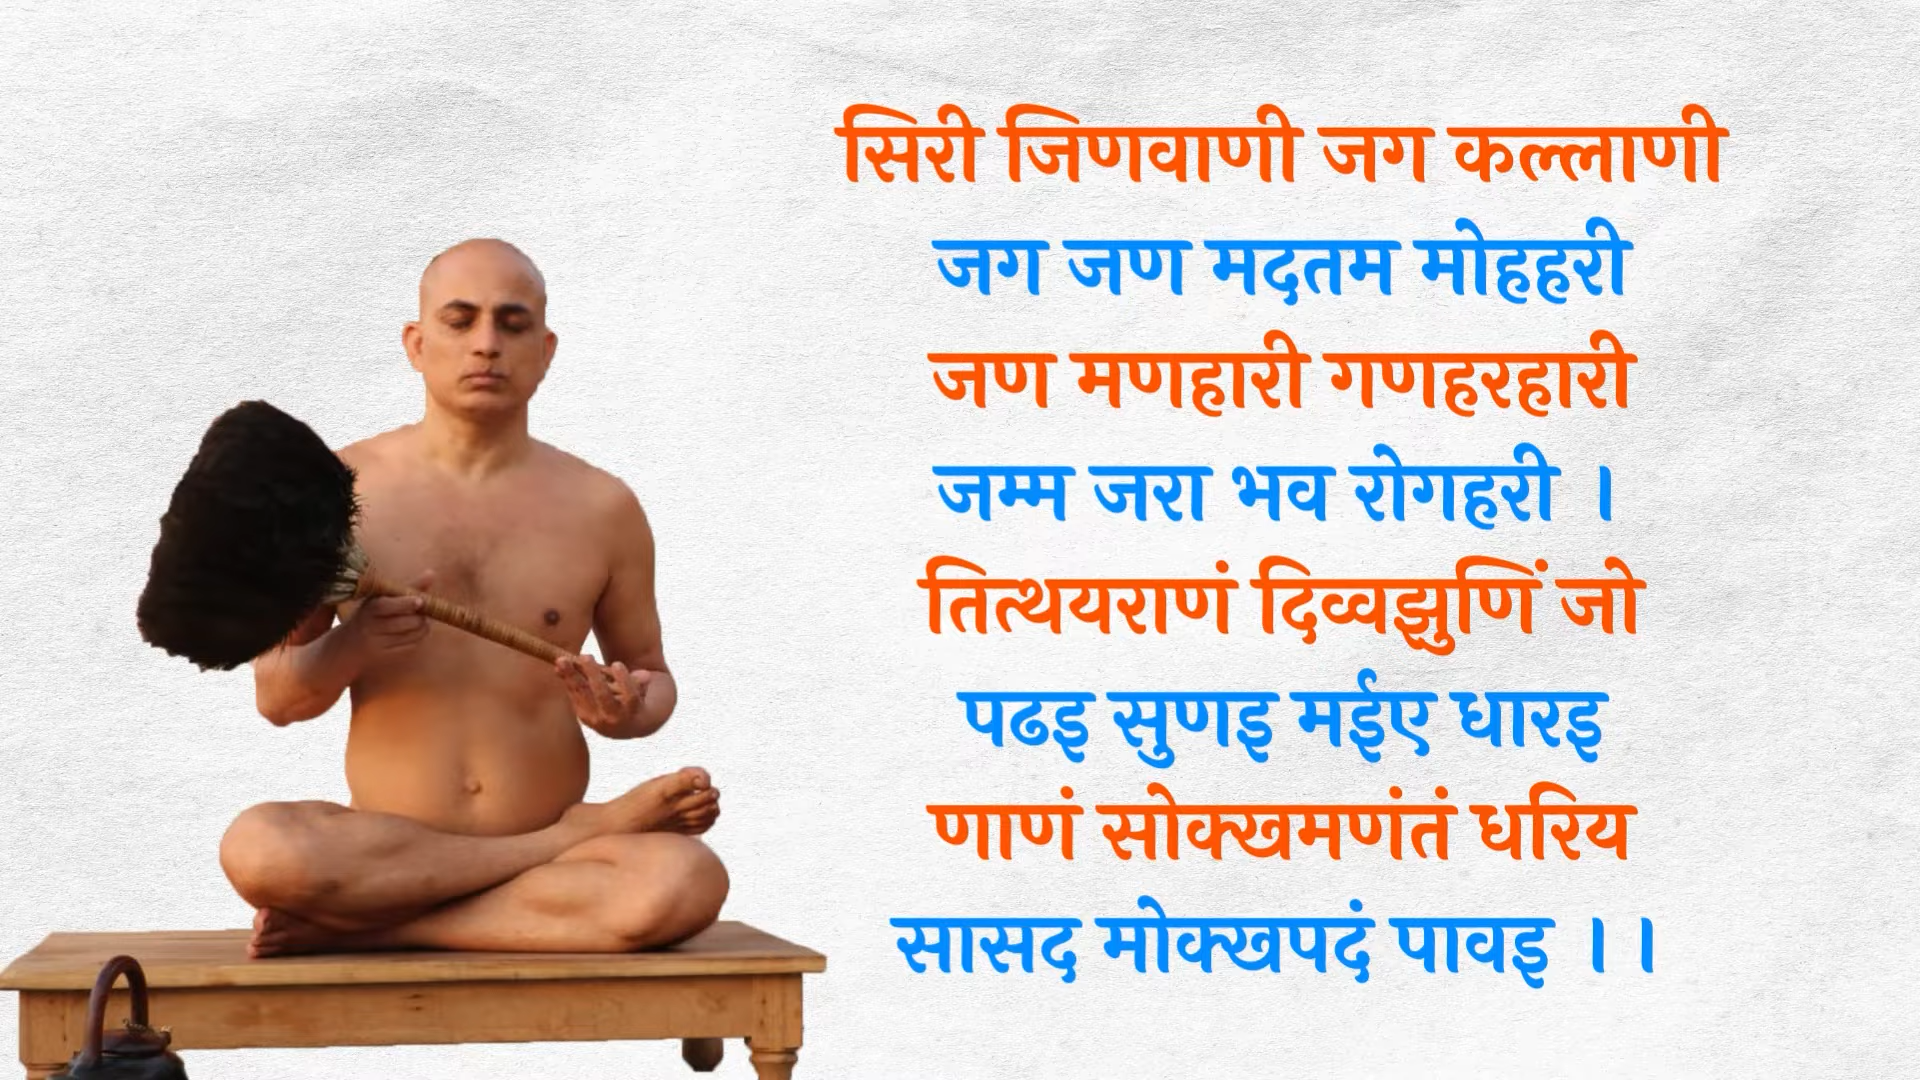 सिरी जिणवाणी जग कल्लाणी
जग जण मदतम मोहहरी
जण मणहारी गणहरहारी
जम्म जरा भव रोगहरी ।
तित्थयराणं दिव्वझुणिं जो
पढइ सुणइ मईए धारइ
णाणं सोक्खमणंतं धरिय
सासद मोक्खपदं पावइ ।।